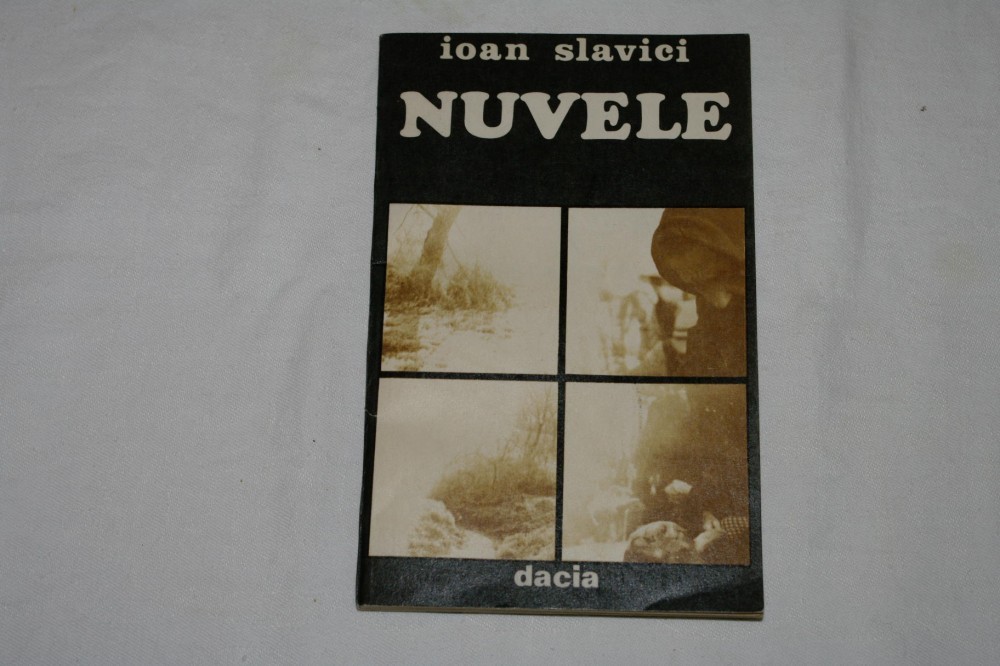 ioan slavici
NUVELE
dacia